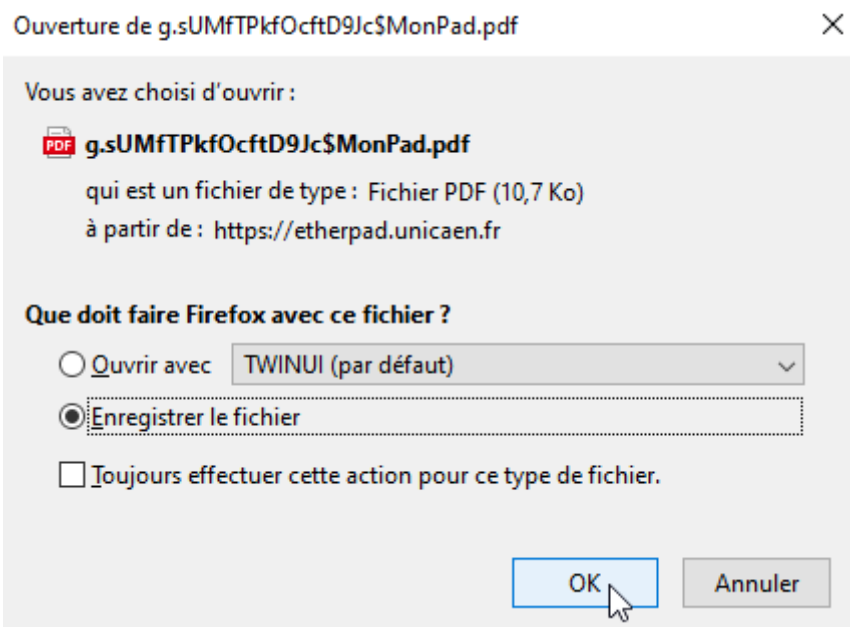 Ouverture de g.sUMfTPkfOcftD9Jc$MonPad.pdf
Vous avez choisi d'ouvrir :
PDF g.sUMfTPkfOcftD9Jc$MonPad.pdf
qui est un fichier de type : Fichier PDF (10,7 Ko)
à partir de : https://etherpad.unicaen.fr
Que doit faire Firefox avec ce fichier ?
Ouvrir avec TWINUI (par défaut)
Enregistrer le fichier
Toujours effectuer cette action pour ce type de fichier.
OK Annuler